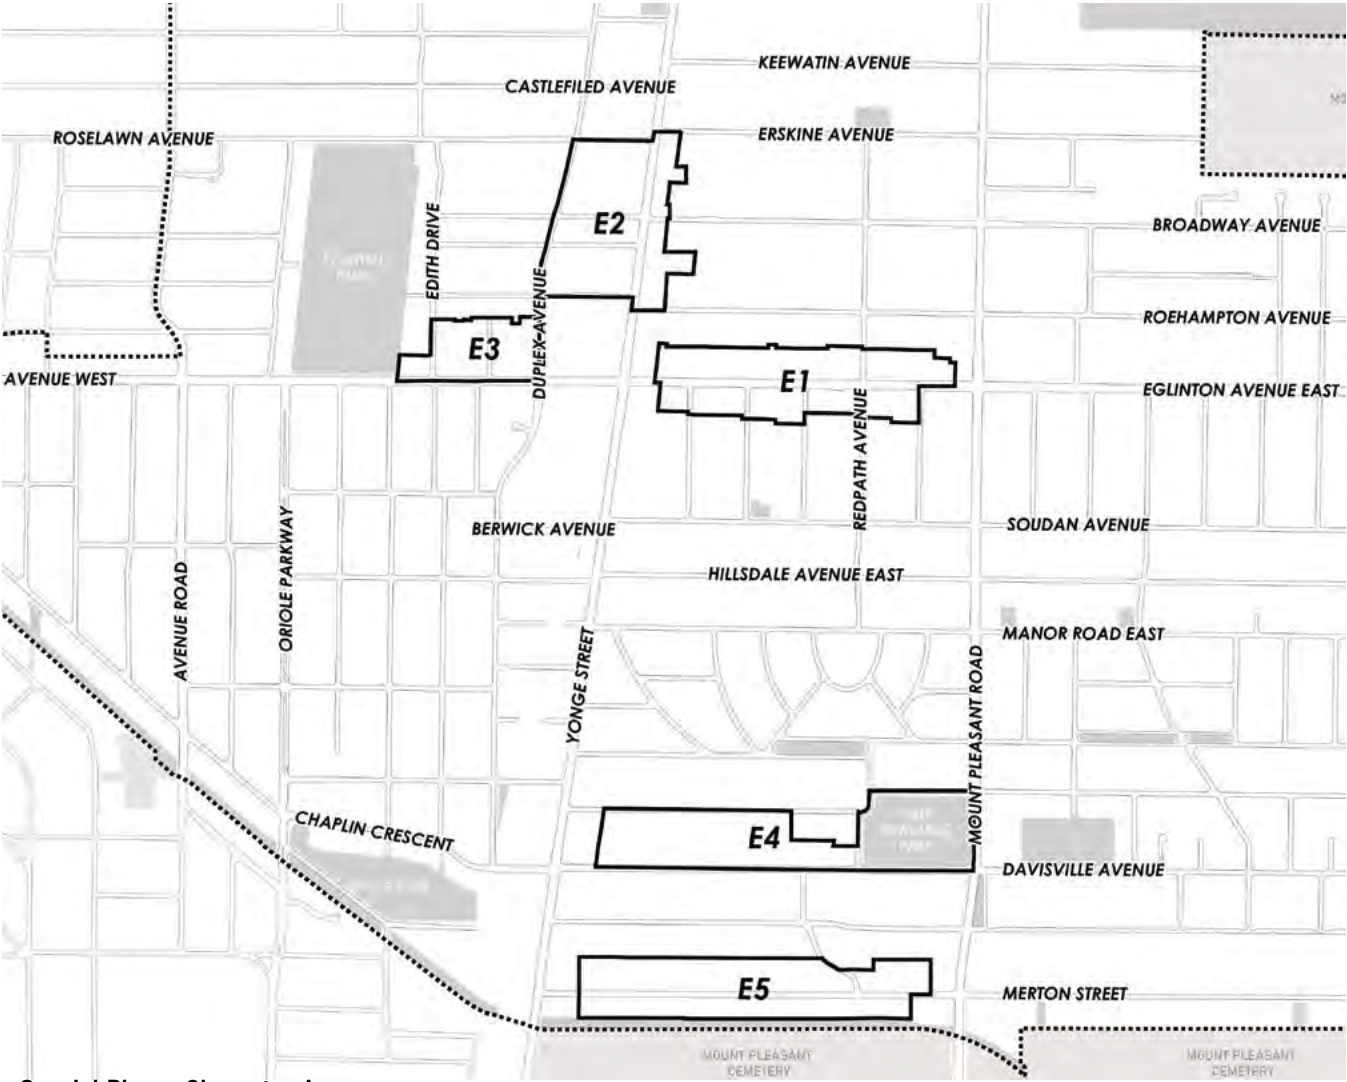 KEEWATIN AVENUE
CASTLEFILED AVENUE
ROSELAWN AVENUE
ERSKINE AVENUE
E2
EDITH DRIVE
BROADWAY AVENUE
DUPLEX AVENUE
ROEHAMPTON AVENUE
E3
AVENUE WEST
E1
EGLINTON AVENUE EAST
REDPATH AVENUE
BERWICK AVENUE
SOUDAN AVENUE
HILLSDALE AVENUE EAST
AVENUE ROAD
ORIOLE PARKWAY
MANOR ROAD EAST
YONGE STREET
MOUNT PLEASANT ROAD
CHAPLIN CRESCENT
E4
DAVISVILLE AVENUE
E5
MERTON STREET
MOUNT PLEASANT
CEMETERY
MOUNT PLEASANT
CEMETERY